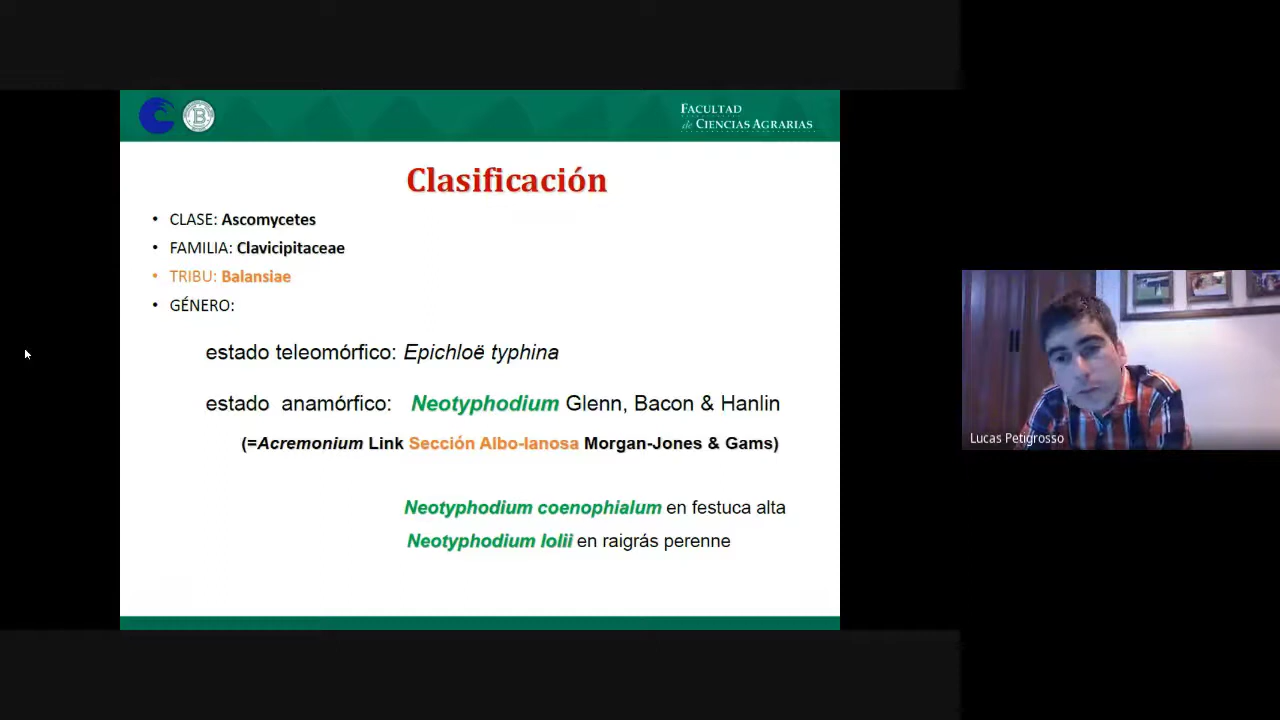 FACULTAD
de CIENCIAS AGRARIAS
Clasificación
• CLASE: Ascomycetes
• FAMILIA: Clavicipitaceae
• TRIBU: Balansiae
• GÉNERO:
estado teleomórfico: Epichloë typhina
estado anamórfico: Neotyphodium Glenn, Bacon & Hanlin
(=Acremonium Link Sección Albo-lanosa Morgan-Jones & Gams)
Neotyphodium coenophialum en festuca alta
Neotyphodium lolii en raigrás perenne
Lucas Petigrosso